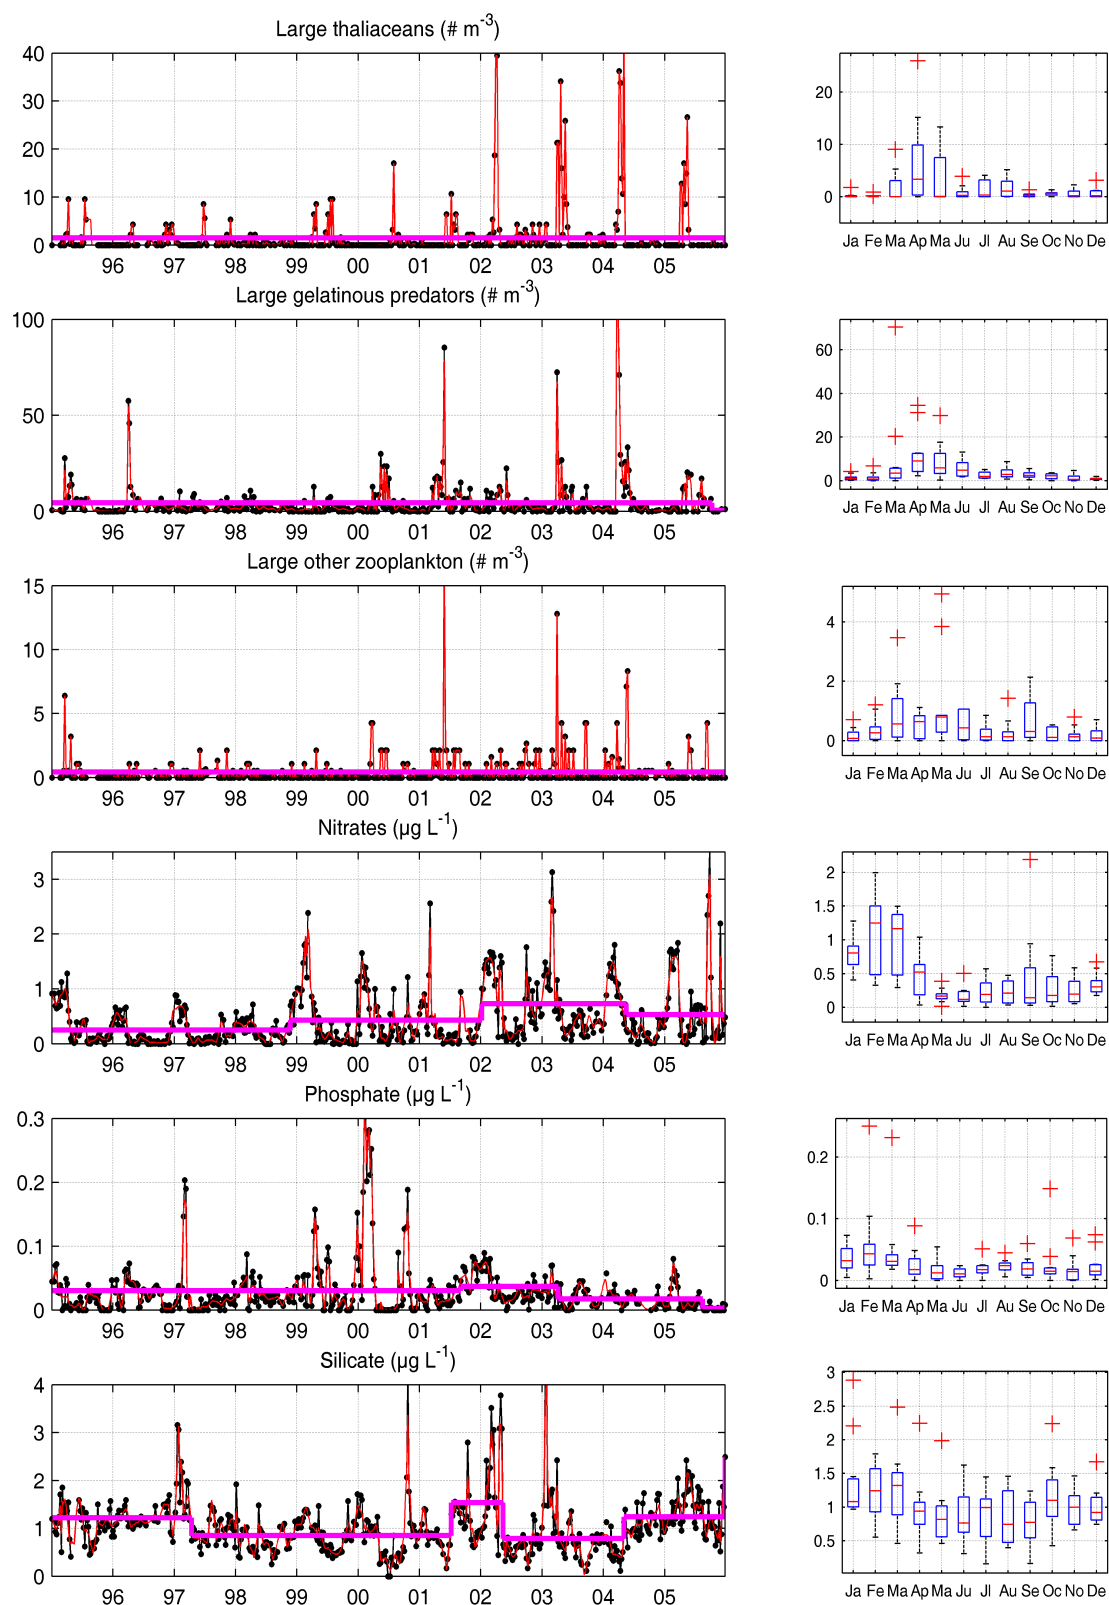 Large thaliaceans (# m-3)
40
30
20
10
0
96 97 98 99 00 01 02 03 04 05
20
10
0
Ja Fe Ma Ap Ma Ju Jl Au Se Oc No De
Large gelatinous predators (# m-3)
100
50
0
96 97 98 99 00 01 02 03 04 05
60
40
20
0
Ja Fe Ma Ap Ma Ju Jl Au Se Oc No De
Large other zooplankton (# m-3)
15
10
5
0
96 97 98 99 00 01 02 03 04 05
4
2
0
Ja Fe Ma Ap Ma Ju Jl Au Se Oc No De
Nitrates (µg L-1)
3
2
1
0
96 97 98 99 00 01 02 03 04 05
2
1.5
1
0.5
0
Ja Fe Ma Ap Ma Ju Jl Au Se Oc No De
Phosphate (µg L-1)
0.3
0.2
0.1
0
96 97 98 99 00 01 02 03 04 05
0.2
0.1
0
Ja Fe Ma Ap Ma Ju Jl Au Se Oc No De
Silicate (µg L-1)
4
3
2
1
0
96 97 98 99 00 01 02 03 04 05
3
2.5
2
1.5
1
0.5
Ja Fe Ma Ap Ma Ju Jl Au Se Oc No De